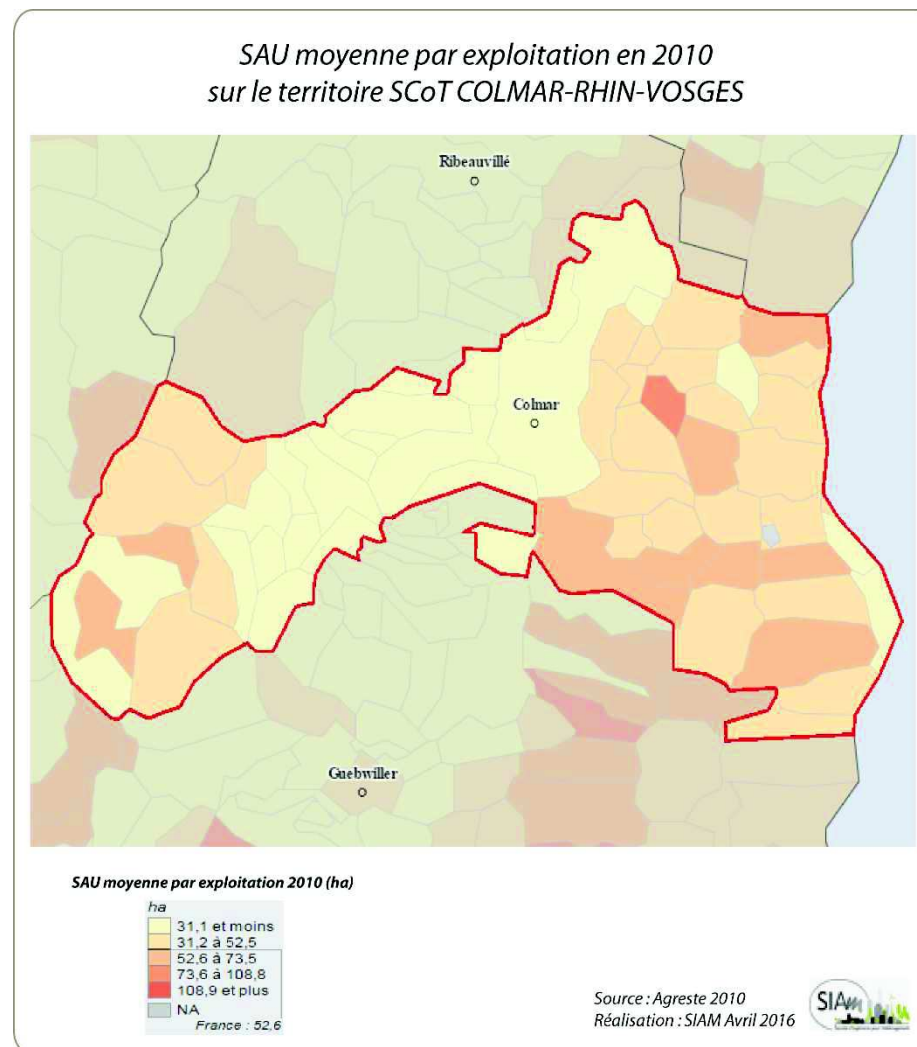 SAU moyenne par exploitation en 2010
sur le territoire SCoT COLMAR-RHIN-VOSGES
Ribeauvillé
Colmar
Guebwiller
SAU moyenne par exploitation 2010 (ha)
ha
31,1 et moins
31,2 à 52,5
52,6 à 73,5
73,6 à 108,8
108,9 et plus
NA
France : 52,6
Source : Agreste 2010
Réalisation : SIAM Avril 2016
SIAm